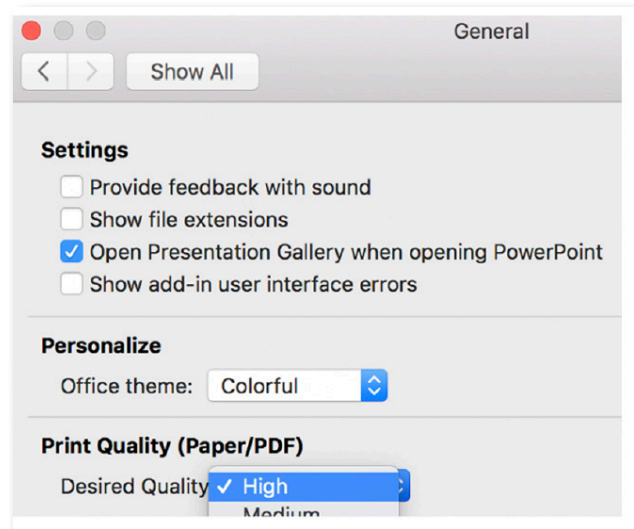 General
Show All
Settings
Provide feedback with sound
Show file extensions
Open Presentation Gallery when opening PowerPoint
Show add-in user interface errors
Personalize
Office theme: Colorful
Print Quality (Paper/PDF)
Desired Quality High
Medium